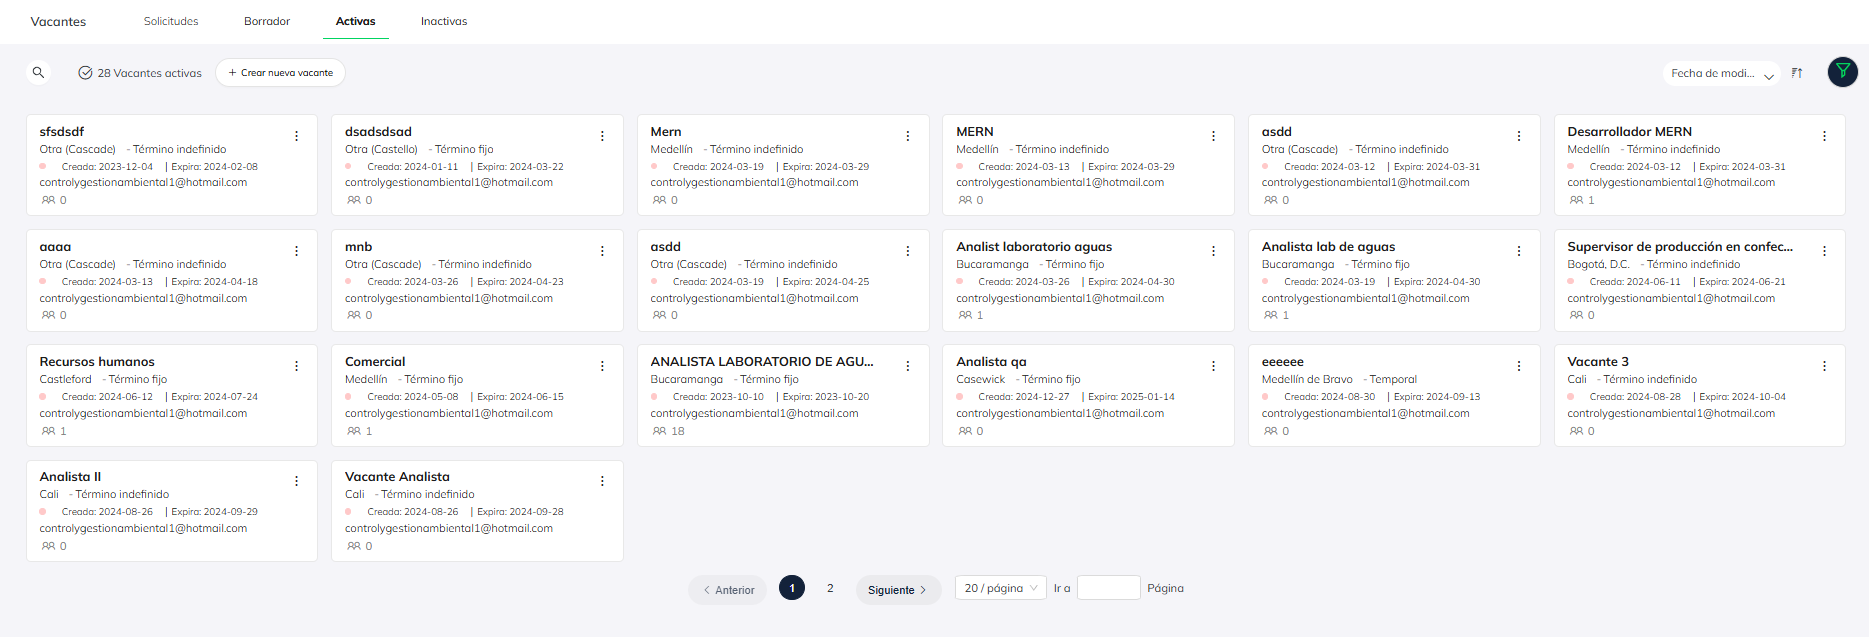 Vacantes Solicitudes Borrador Activas Inactivas
28 Vacantes activas + Crear nueva vacante Fecha de modi...
sfsdsdf
Otra (Cascade) - Término indefinido
Creada: 2023-12-04 | Expira: 2024-02-08
controlygestionambiental1@hotmail.com
0
dsadsdsad
Otra (Castello) - Término fijo
Creada: 2024-01-11 | Expira: 2024-03-22
controlygestionambiental1@hotmail.com
0
Mern
Medellín - Término indefinido
Creada: 2024-03-19 | Expira: 2024-03-29
controlygestionambiental1@hotmail.com
0
MERN
Medellín - Término indefinido
Creada: 2024-03-13 | Expira: 2024-03-29
controlygestionambiental1@hotmail.com
0
asdd
Otra (Cascade) - Término indefinido
Creada: 2024-03-12 | Expira: 2024-03-31
controlygestionambiental1@hotmail.com
0
Desarrollador MERN
Medellín - Término indefinido
Creada: 2024-03-12 | Expira: 2024-03-31
controlygestionambiental1@hotmail.com
1
aaaa
Otra (Cascade) - Término indefinido
Creada: 2024-03-13 | Expira: 2024-04-18
controlygestionambiental1@hotmail.com
0
mnb
Otra (Cascade) - Término indefinido
Creada: 2024-03-26 | Expira: 2024-04-23
controlygestionambiental1@hotmail.com
0
asdd
Otra (Cascade) - Término indefinido
Creada: 2024-03-19 | Expira: 2024-04-25
controlygestionambiental1@hotmail.com
0
Analist laboratorio aguas
Bucaramanga - Término fijo
Creada: 2024-03-26 | Expira: 2024-04-30
controlygestionambiental1@hotmail.com
1
Analista lab de aguas
Bucaramanga - Término fijo
Creada: 2024-03-19 | Expira: 2024-04-30
controlygestionambiental1@hotmail.com
1
Supervisor de producción en confec...
Bogotá, D.C. - Término indefinido
Creada: 2024-06-11 | Expira: 2024-06-21
controlygestionambiental1@hotmail.com
0
Recursos humanos
Castleford - Término fijo
Creada: 2024-06-12 | Expira: 2024-07-24
controlygestionambiental1@hotmail.com
1
Comercial
Medellín - Término fijo
Creada: 2024-05-08 | Expira: 2024-06-15
controlygestionambiental1@hotmail.com
1
ANALISTA LABORATORIO DE AGU...
Bucaramanga - Término fijo
Creada: 2023-10-10 | Expira: 2023-10-20
controlygestionambiental1@hotmail.com
18
Analista qa
Casewick - Término fijo
Creada: 2024-12-27 | Expira: 2025-01-14
controlygestionambiental1@hotmail.com
0
eeeeee
Medellín de Bravo - Temporal
Creada: 2024-08-30 | Expira: 2024-09-13
controlygestionambiental1@hotmail.com
0
Vacante 3
Cali - Término indefinido
Creada: 2024-08-28 | Expira: 2024-10-04
controlygestionambiental1@hotmail.com
0
Analista II
Cali - Término indefinido
Creada: 2024-08-26 | Expira: 2024-09-29
controlygestionambiental1@hotmail.com
0
Vacante Analista
Cali - Término indefinido
Creada: 2024-08-26 | Expira: 2024-09-28
controlygestionambiental1@hotmail.com
0
Anterior 1 2 Siguiente 20 / página Ir a Página